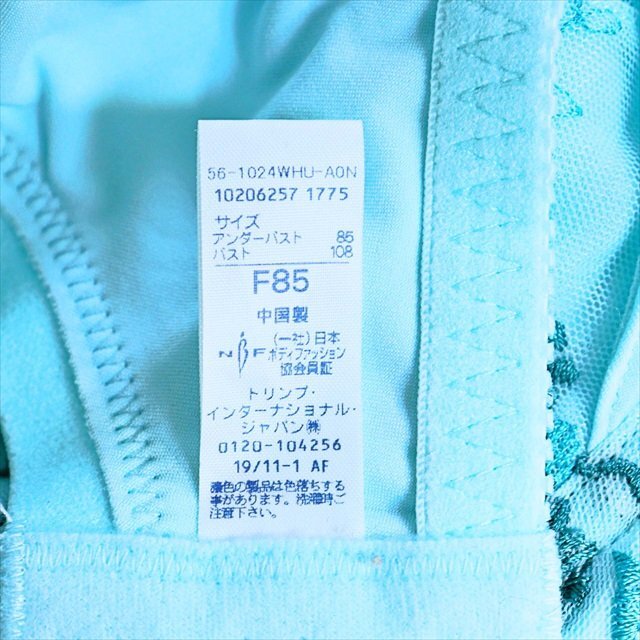 56-1024WHU-A0N
10206257 1775
サイズ
アンダーバスト 85
バスト 108
F85
中国製
(一社)日本
NBF ボディファッション
協会員証
トリンプ・
インターナショナル・
ジャパン㈱
0120-104256
19/11-1 AF
濃色の製品は色落ちする
事があります。洗濯時ご
注意下さい。